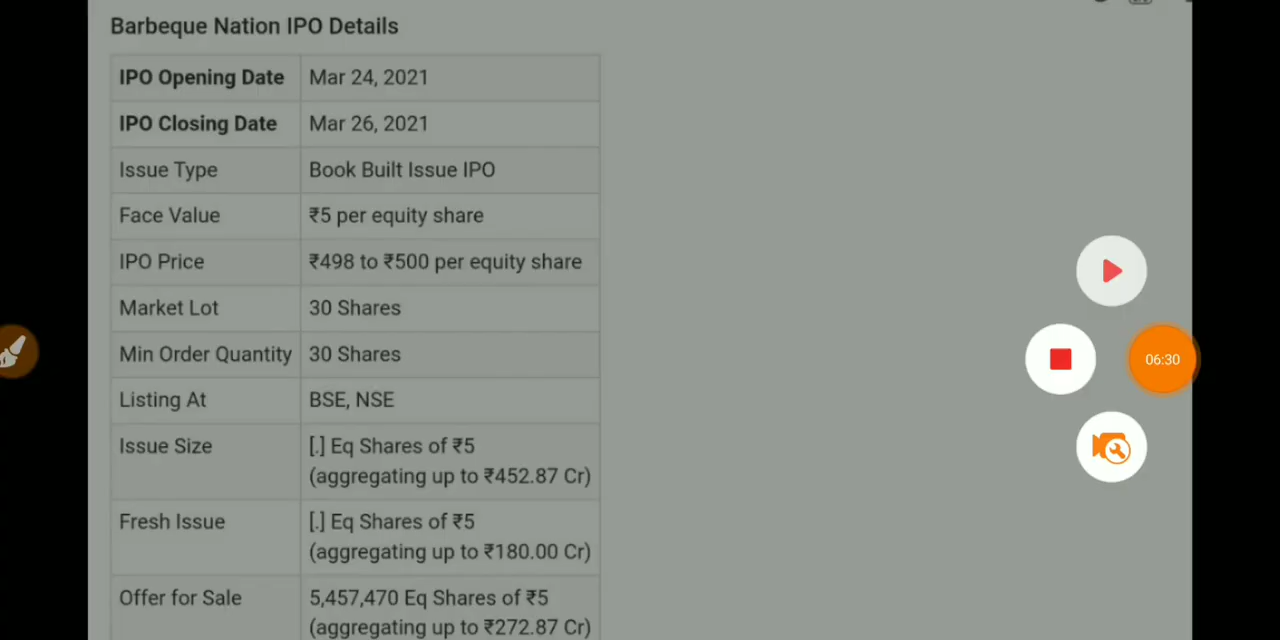 Barbeque Nation IPO Details
IPO Opening Date Mar 24, 2021
IPO Closing Date Mar 26, 2021
Issue Type Book Built Issue IPO
Face Value ₹5 per equity share
IPO Price ₹498 to ₹500 per equity share
Market Lot 30 Shares
Min Order Quantity 30 Shares
Listing At BSE, NSE
Issue Size [.] Eq Shares of ₹5
(aggregating up to ₹452.87 Cr)
Fresh Issue [.] Eq Shares of ₹5
(aggregating up to ₹180.00 Cr)
Offer for Sale 5,457,470 Eq Shares of ₹5
(aggregating up to ₹272.87 Cr)
06:30